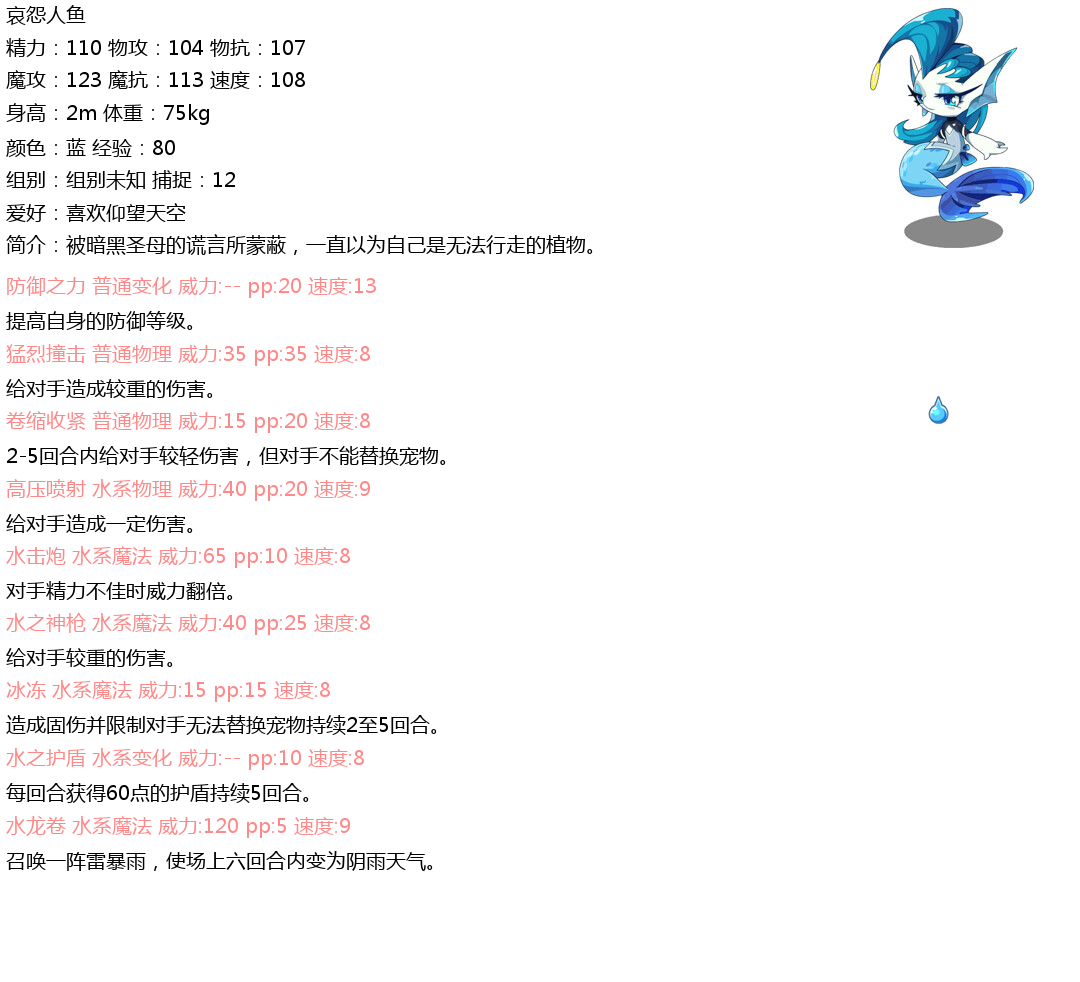 哀怨人鱼
精力：110 物攻：104 物抗：107
魔攻：123 魔抗：113 速度：108
身高：2m 体重：75kg
颜色：蓝 经验：80
组别：组别未知 捕捉：12
爱好：喜欢仰望天空
简介：被暗黑圣母的谎言所蒙蔽，一直以为自己是无法行走的植物。
防御之力 普通变化 威力:-- pp:20 速度:13
提高自身的防御等级。
猛烈撞击 普通物理 威力:35 pp:35 速度:8
给对手造成较重的伤害。
卷缩收紧 普通物理 威力:15 pp:20 速度:8
2-5回合内给对手较轻伤害，但对手不能替换宠物。
高压喷射 水系物理 威力:40 pp:20 速度:9
给对手造成一定伤害。
水击炮 水系魔法 威力:65 pp:10 速度:8
对手精力不佳时威力翻倍。
水之神枪 水系魔法 威力:40 pp:25 速度:8
给对手较重的伤害。
冰冻 水系魔法 威力:15 pp:15 速度:8
造成固伤并限制对手无法替换宠物持续2至5回合。
水之护盾 水系变化 威力:-- pp:10 速度:8
每回合获得60点的护盾持续5回合。
水龙卷 水系魔法 威力:120 pp:5 速度:9
召唤一阵雷暴雨，使场上六回合内变为阴雨天气。